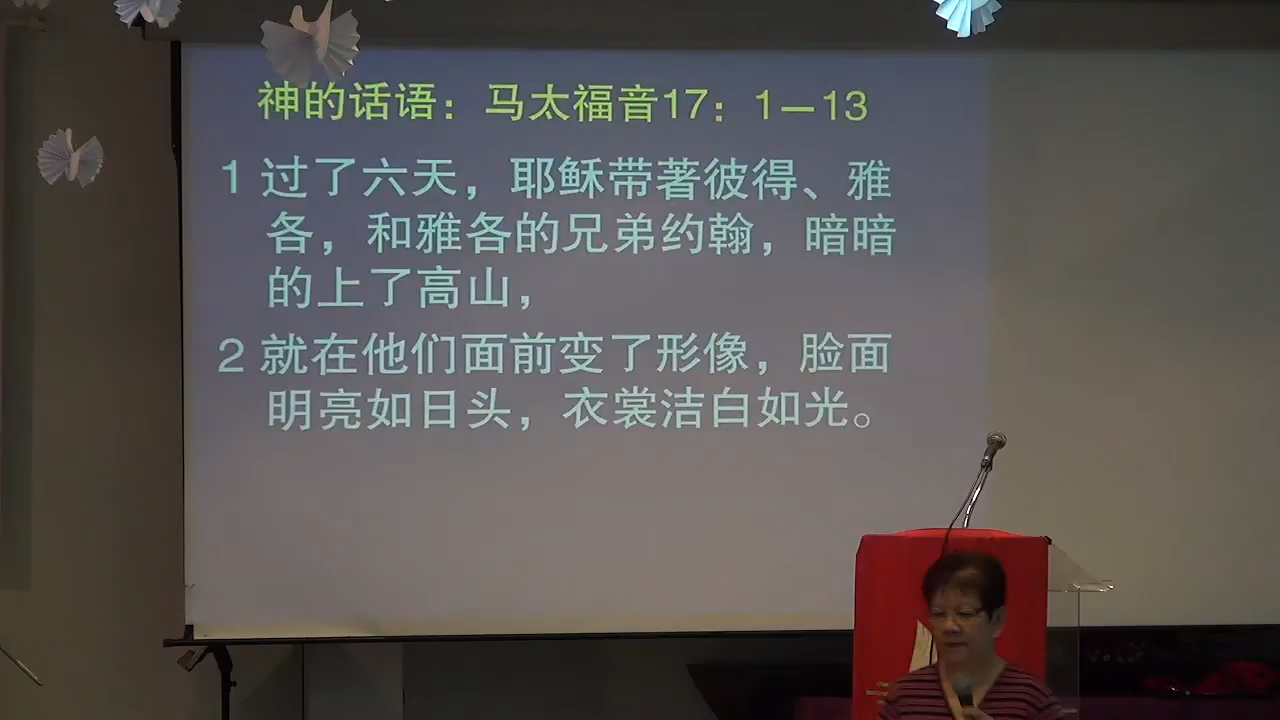 神的话语：马太福音17：1－13
1 过了六天，耶稣带著彼得、雅
各，和雅各的兄弟约翰，暗暗
的上了高山，
2 就在他们面前变了形像，脸面
明亮如日头，衣裳洁白如光。